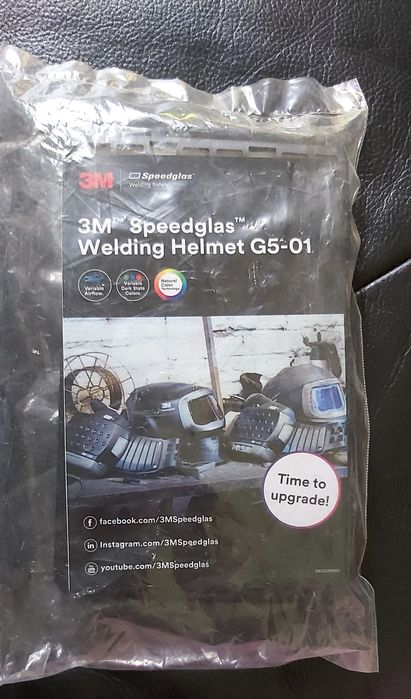 3M Speedglas
Welding Safety
3M™ Speedglas™
Welding Helmet G5-01
Variable
Airflow.
Variable
Dark State
Colors.
Natural
Color
Technology.
Time to
upgrade!
facebook.com/3MSpeedglas
Instagram.com/3MSpeedglas
youtube.com/3MSpeedglas